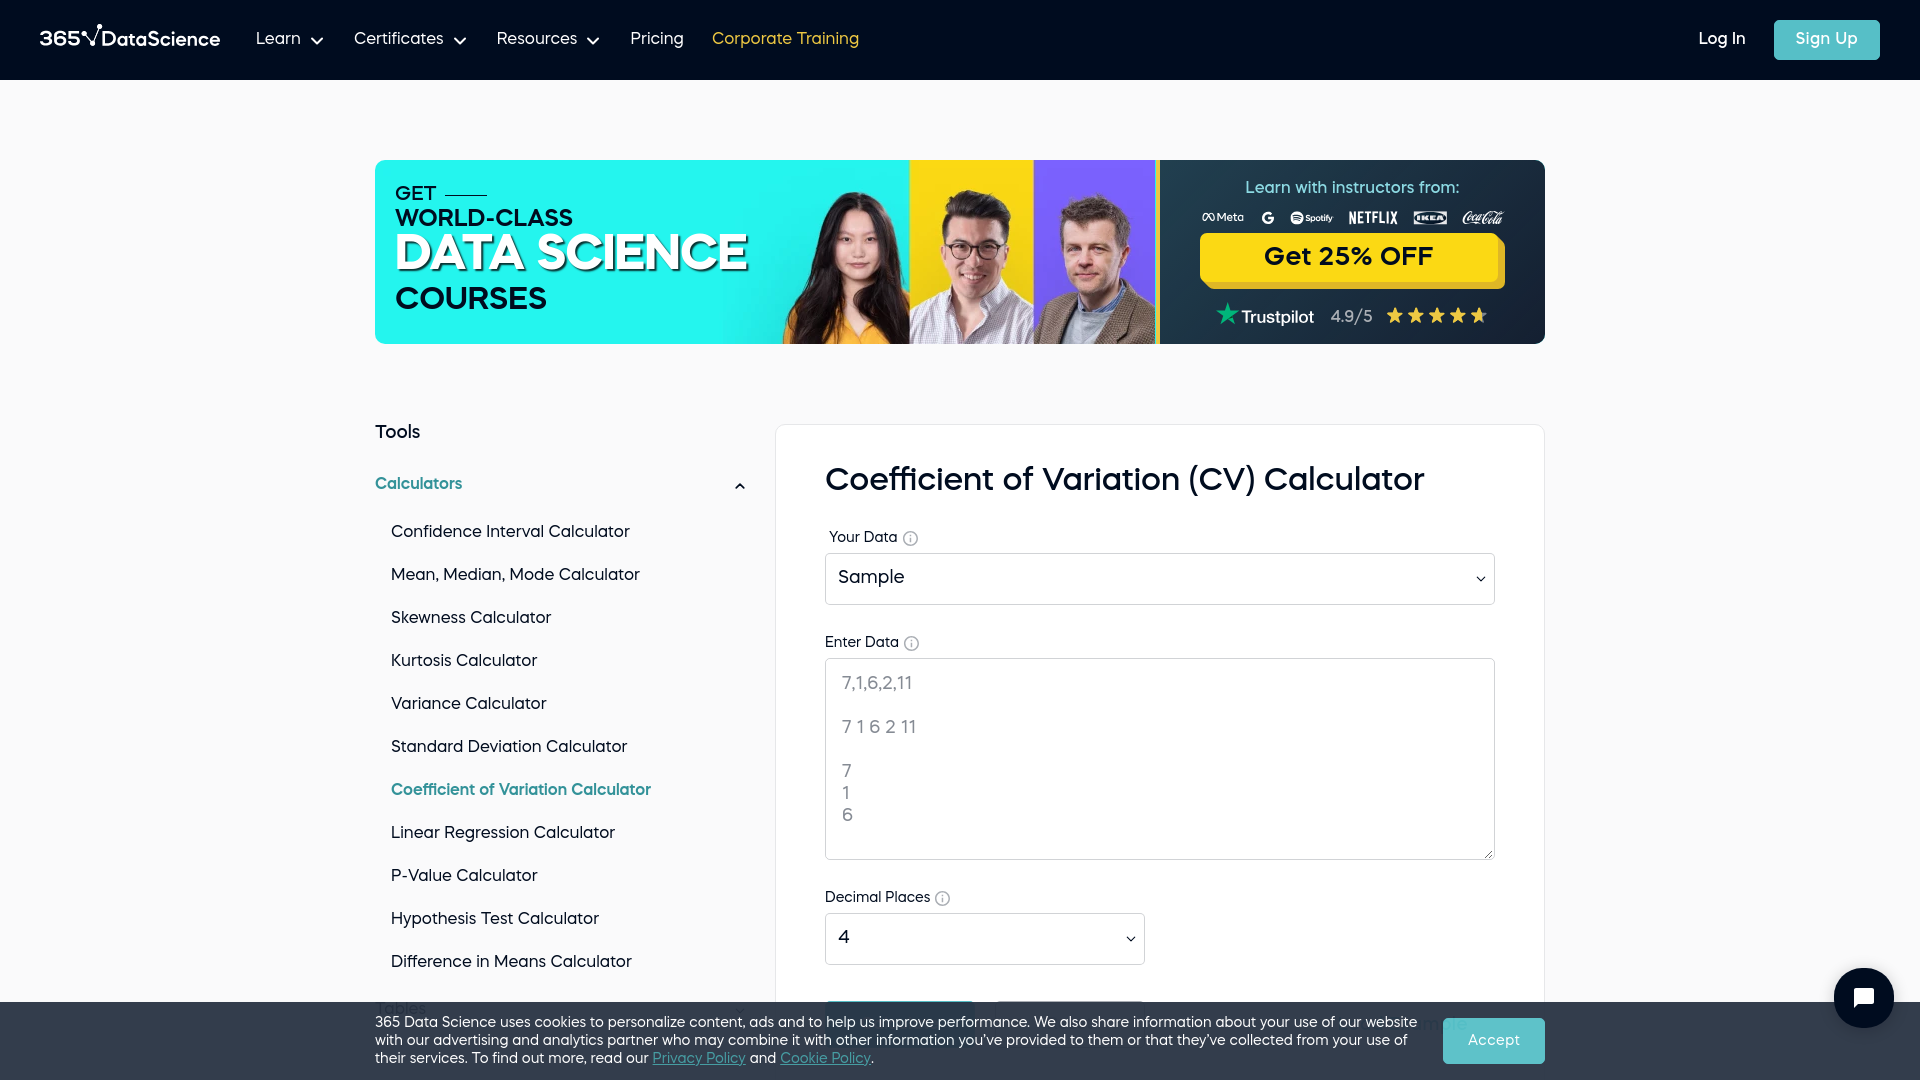 365 DataScience
Learn
Certificates
Resources
Pricing
Corporate Training
Log In
Sign Up
GET
WORLD-CLASS
DATA SCIENCE
COURSES
Learn with instructors from:
Meta G Spotify NETFLIX IKEA Coca-Cola
Get 25% OFF
Trustpilot 4.9/5
Tools
Calculators
Confidence Interval Calculator
Mean, Median, Mode Calculator
Skewness Calculator
Kurtosis Calculator
Variance Calculator
Standard Deviation Calculator
Coefficient of Variation Calculator
Linear Regression Calculator
P-Value Calculator
Hypothesis Test Calculator
Difference in Means Calculator
Tables
Coefficient of Variation (CV) Calculator
Your Data
Sample
Enter Data
7,1,6,2,11
7 1 6 2 11
7
1
6
Decimal Places
4
365 Data Science uses cookies to personalize content, ads and to help us improve performance. We also share information about your use of our website
with our advertising and analytics partner who may combine it with other information you've provided to them or that they've collected from your use of
their services. To find out more, read our Privacy Policy and Cookie Policy.
Accept